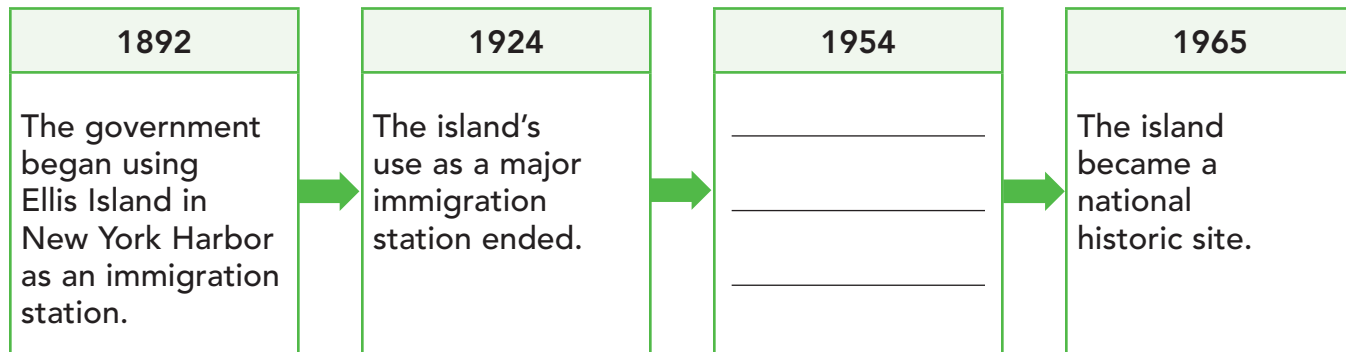 1892
The government
began using
Ellis Island in
New York Harbor
as an immigration
station.
1924
The island's
use as a major
immigration
station ended.
1954
1965
The island
became a
national
historic site.